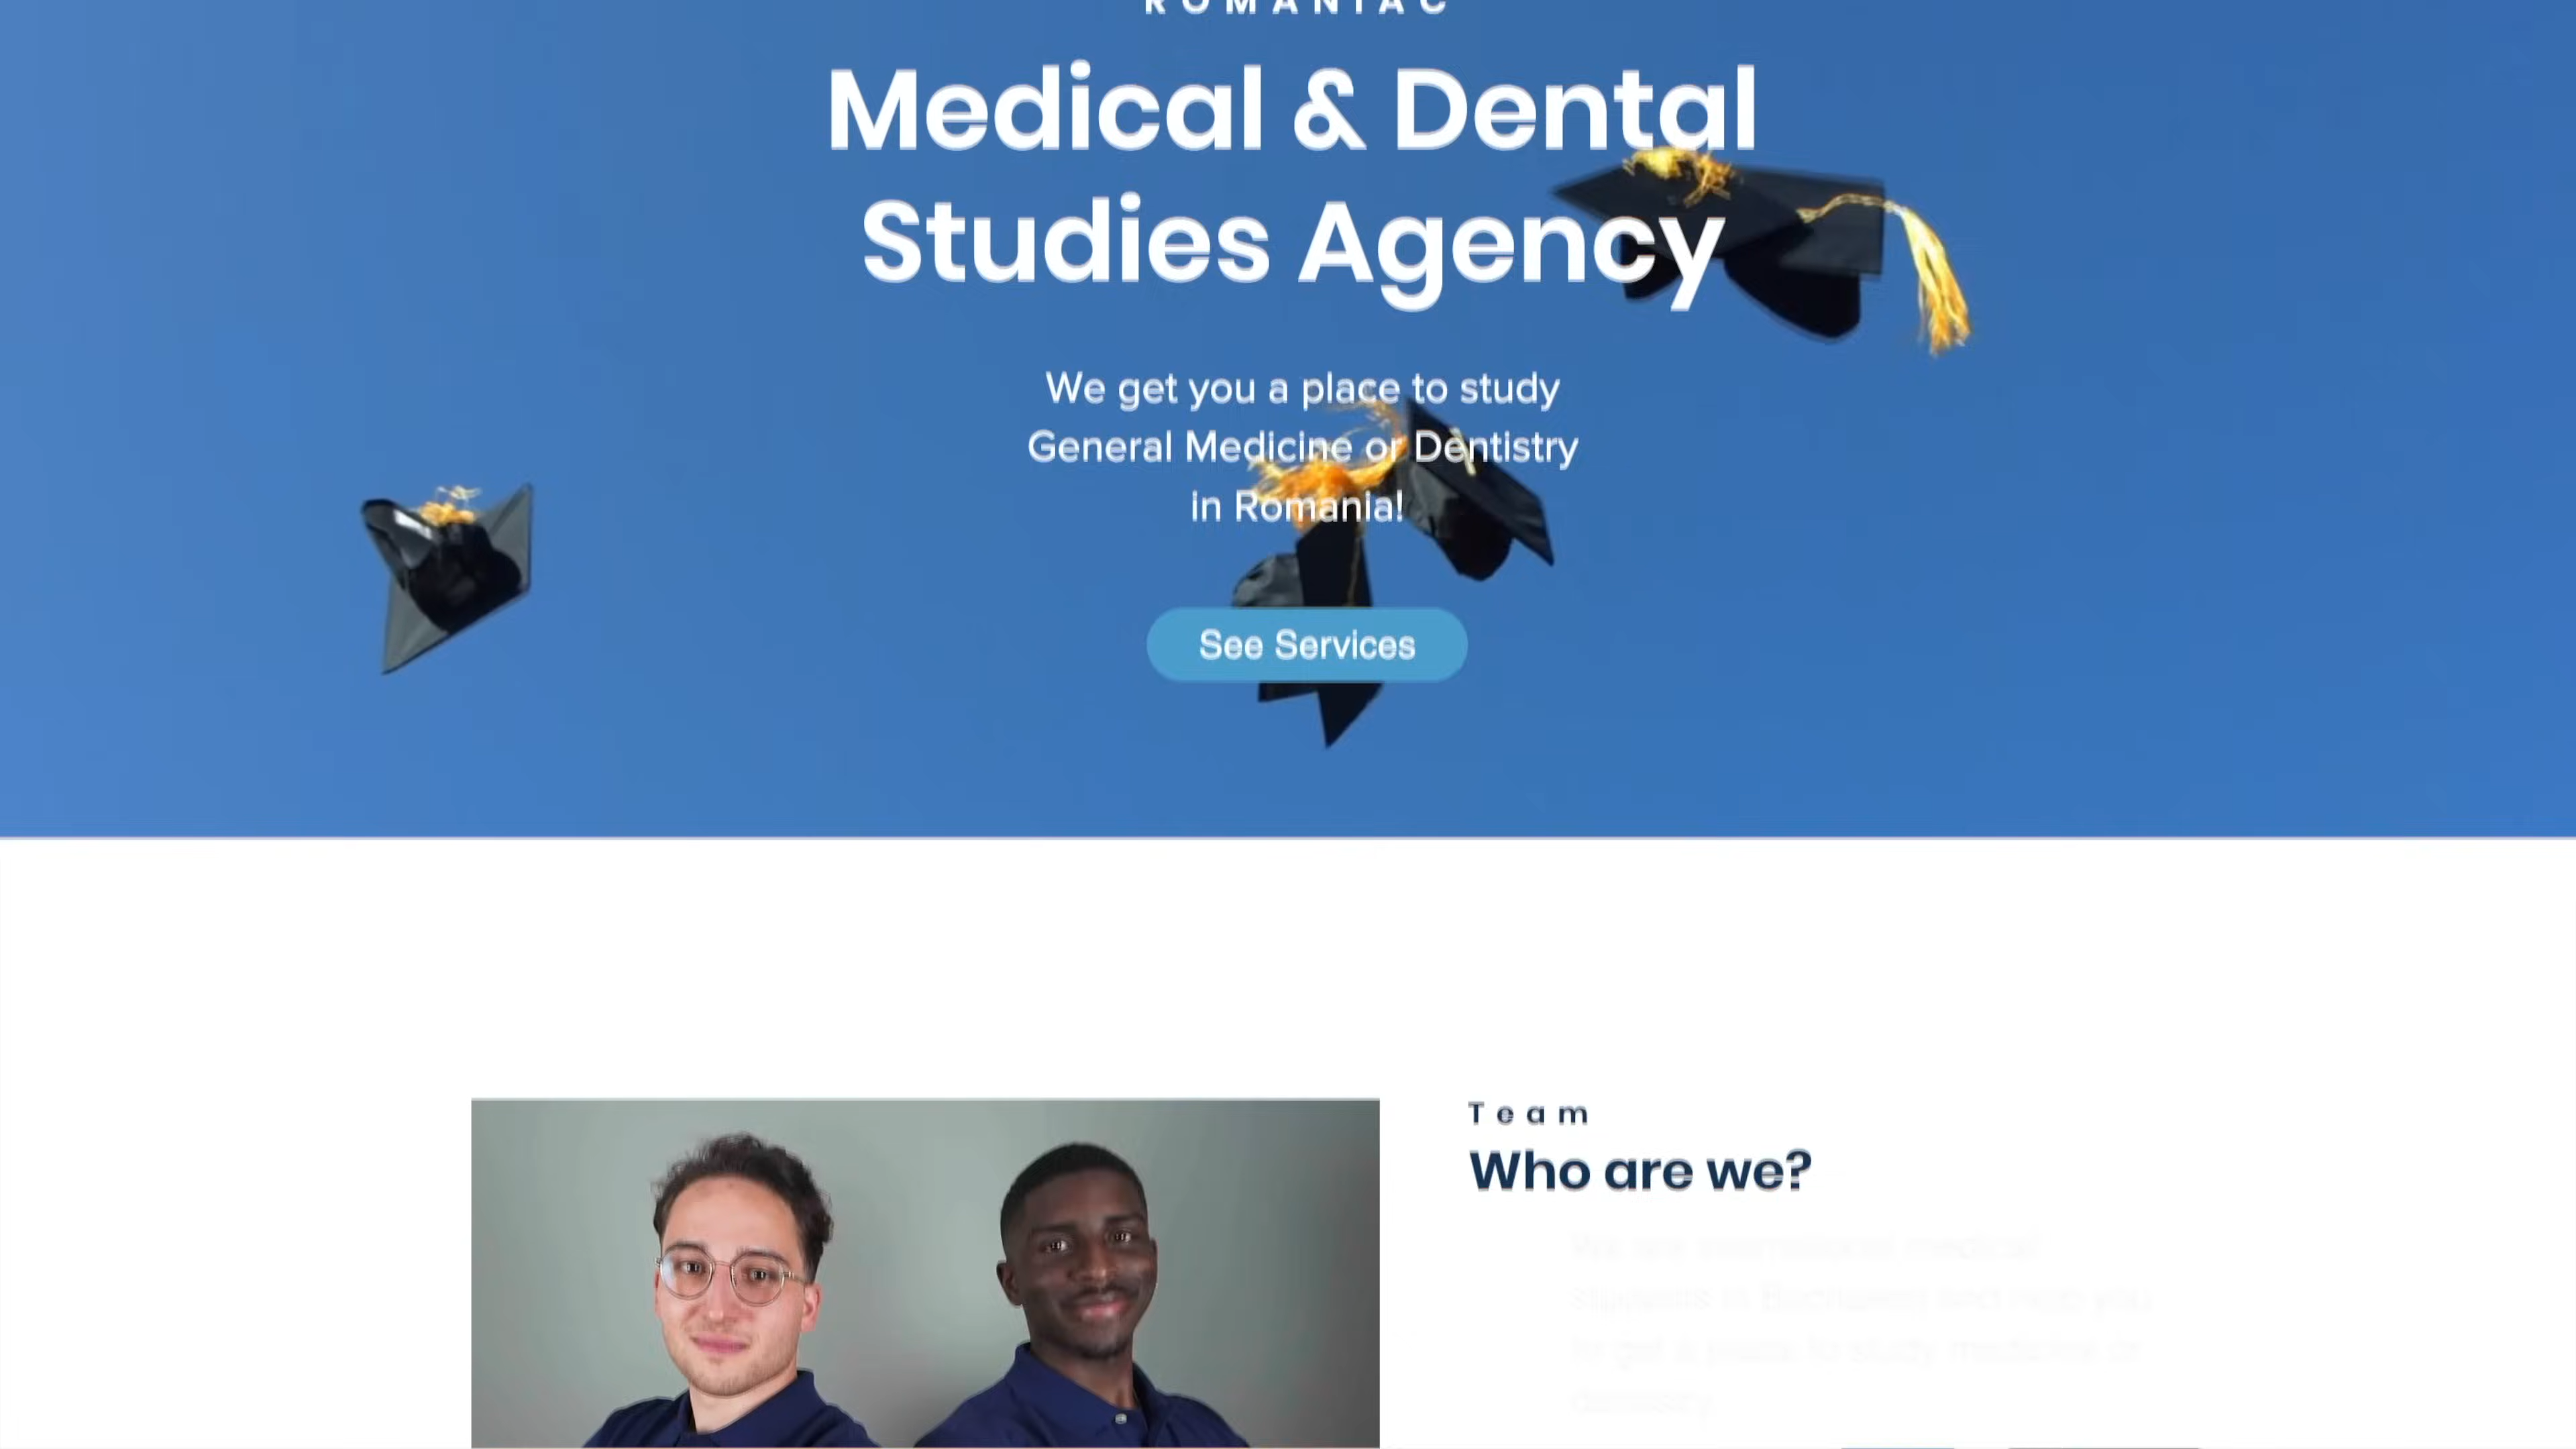 ROMANIAC
Medical & Dental
Studies Agency
We get you a place to study
General Medicine or Dentistry
in Romania!
See Services
Team
Who are we?